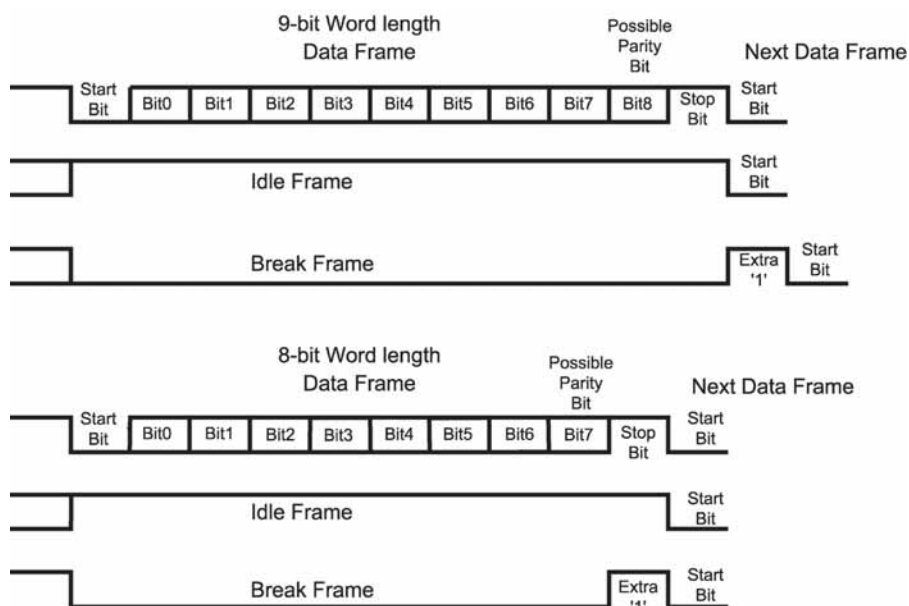 9-bit Word length
Data Frame
Possible
Parity
Bit
Next Data Frame
Start
Bit
Bit0
Bit1
Bit2
Bit3
Bit4
Bit5
Bit6
Bit7
Bit8
Stop
Bit
Start
Bit
Idle Frame
Start
Bit
Break Frame
Extra
'1'
Start
Bit
8-bit Word length
Data Frame
Possible
Parity
Bit
Next Data Frame
Start
Bit
Bit0
Bit1
Bit2
Bit3
Bit4
Bit5
Bit6
Bit7
Stop
Bit
Start
Bit
Idle Frame
Start
Bit
Break Frame
Extra
'1'
Start
Bit